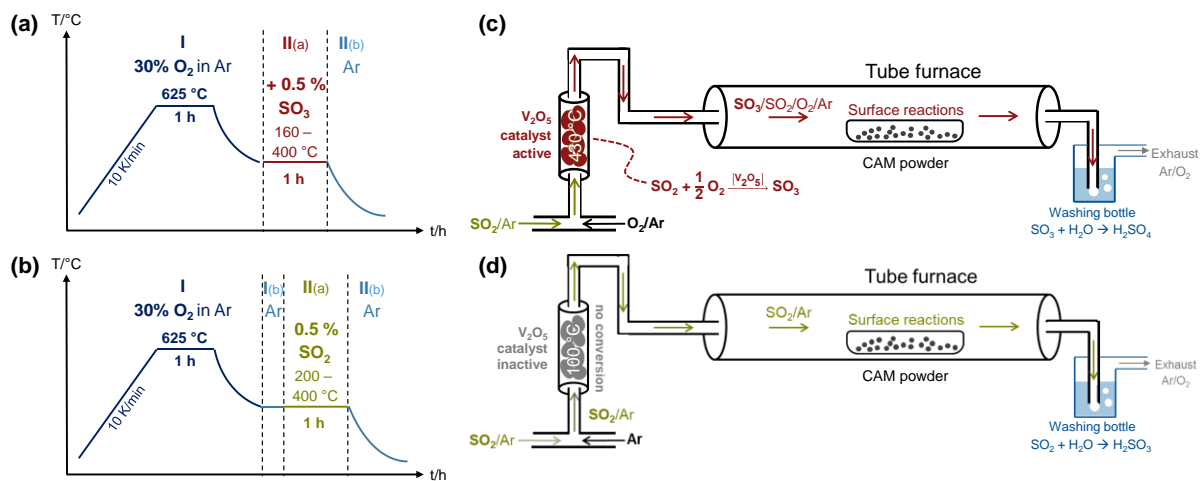 (a)
T/°C
I
30% O2 in Ar
625 °C
1 h
10 K/min
II(a)
+ 0.5 %
SO3
160 –
400 °C
1 h
II(b)
Ar
t/h
(b)
T/°C
I
30% O2 in Ar
625 °C
1 h
10 K/min
I(b)
Ar
II(a)
0.5 %
SO2
200 –
400 °C
1 h
II(b)
Ar
t/h
(c)
Tube furnace
V2O5
catalyst
active
430°C
SO3/SO2/O2/Ar
Surface reactions
CAM powder
SO2 + 1/2 O2 |V2O5| → SO3
SO2/Ar
O2/Ar
Exhaust
Ar/O2
Washing bottle
SO3 + H2O → H2SO4
(d)
Tube furnace
V2O5
catalyst
inactive
100°C
no conversion
SO2/Ar
Surface reactions
CAM powder
SO2/Ar
SO2/Ar
Ar
Exhaust
Ar/O2
Washing bottle
SO2 + H2O → H2SO3